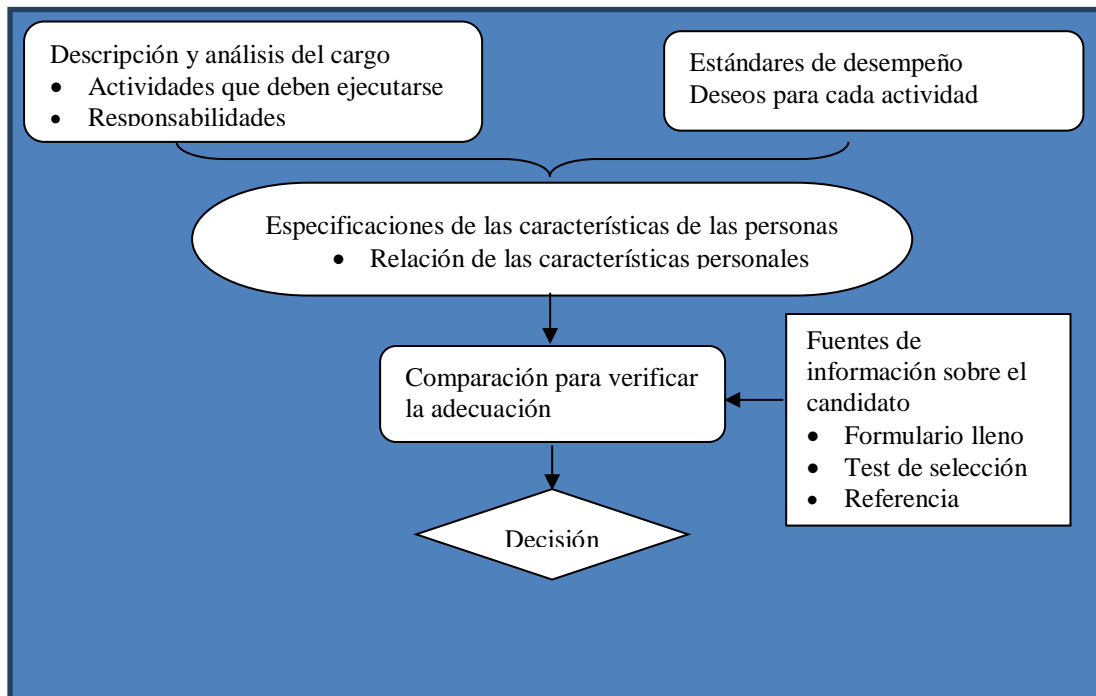 Descripción y análisis del cargo
• Actividades que deben ejecutarse
• Responsabilidades
Estándares de desempeño
Deseos para cada actividad
Especificaciones de las características de las personas
• Relación de las características personales
Comparación para verificar
la adecuación
Fuentes de
información sobre el
candidato
• Formulario lleno
• Test de selección
• Referencia
Decisión